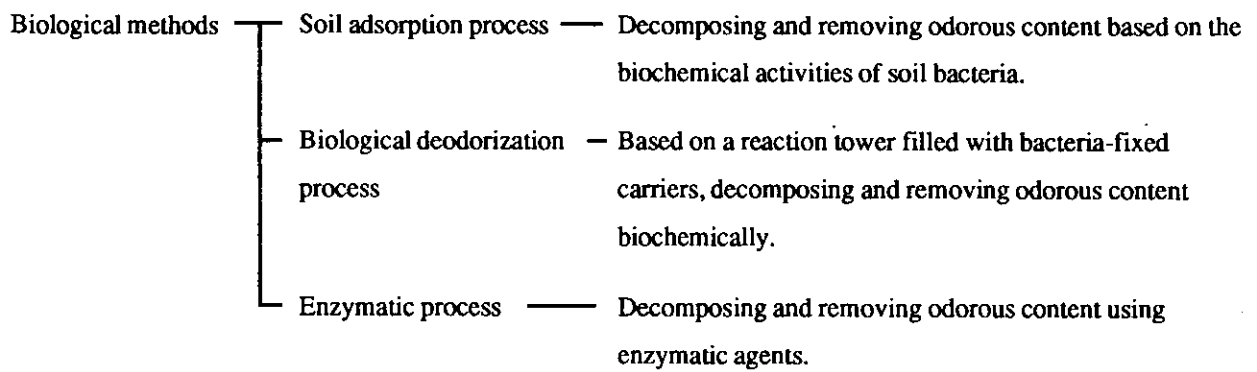 Biological methods Soil adsorption process Decomposing and removing odorous content based on the
biochemical activities of soil bacteria.
Biological deodorization Based on a reaction tower filled with bacteria-fixed
process carriers, decomposing and removing odorous content
biochemically.
Enzymatic process Decomposing and removing odorous content using
enzymatic agents.